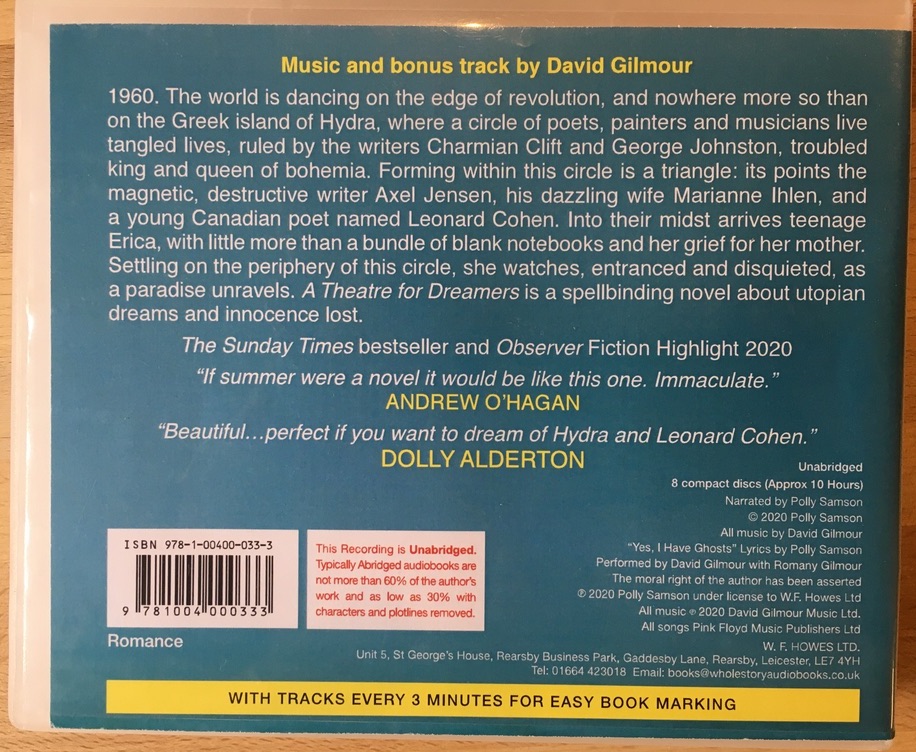 Music and bonus track by David Gilmour
1960. The world is dancing on the edge of revolution, and nowhere more so than
on the Greek island of Hydra, where a circle of poets, painters and musicians live
tangled lives, ruled by the writers Charmian Clift and George Johnston, troubled
king and queen of bohemia. Forming within this circle is a triangle: its points the
magnetic, destructive writer Axel Jensen, his dazzling wife Marianne Ihlen, and
a young Canadian poet named Leonard Cohen. Into their midst arrives teenage
Erica, with little more than a bundle of blank notebooks and her grief for her mother.
Settling on the periphery of this circle, she watches, entranced and disquieted, as
a paradise unravels. A Theatre for Dreamers is a spellbinding novel about utopian
dreams and innocence lost.
The Sunday Times bestseller and Observer Fiction Highlight 2020
“If summer were a novel it would be like this one. Immaculate.”
ANDREW O'HAGAN
“Beautiful...perfect if you want to dream of Hydra and Leonard Cohen.”
DOLLY ALDERTON
Unabridged
8 compact discs (Approx 10 Hours)
Narrated by Polly Samson
© 2020 Polly Samson
All music by David Gilmour
“Yes, I Have Ghosts” Lyrics by Polly Samson
Performed by David Gilmour with Romany Gilmour
The moral right of the author has been asserted
℗ 2020 Polly Samson under license to W.F. Howes Ltd
All music ℗ 2020 David Gilmour Music Ltd.
All songs Pink Floyd Music Publishers Ltd
W. F. HOWES LTD.
Unit 5, St George's House, Rearsby Business Park, Gaddesby Lane, Rearsby, Leicester, LE7 4YH
Tel: 01664 423018 Email: books@wholestoryaudiobooks.co.uk
ISBN 978-1-00400-033-3
9 781004 000333
This Recording is Unabridged.
Typically Abridged audiobooks are
not more than 60% of the author's
work and as low as 30% with
characters and plotlines removed.
Romance
WITH TRACKS EVERY 3 MINUTES FOR EASY BOOK MARKING